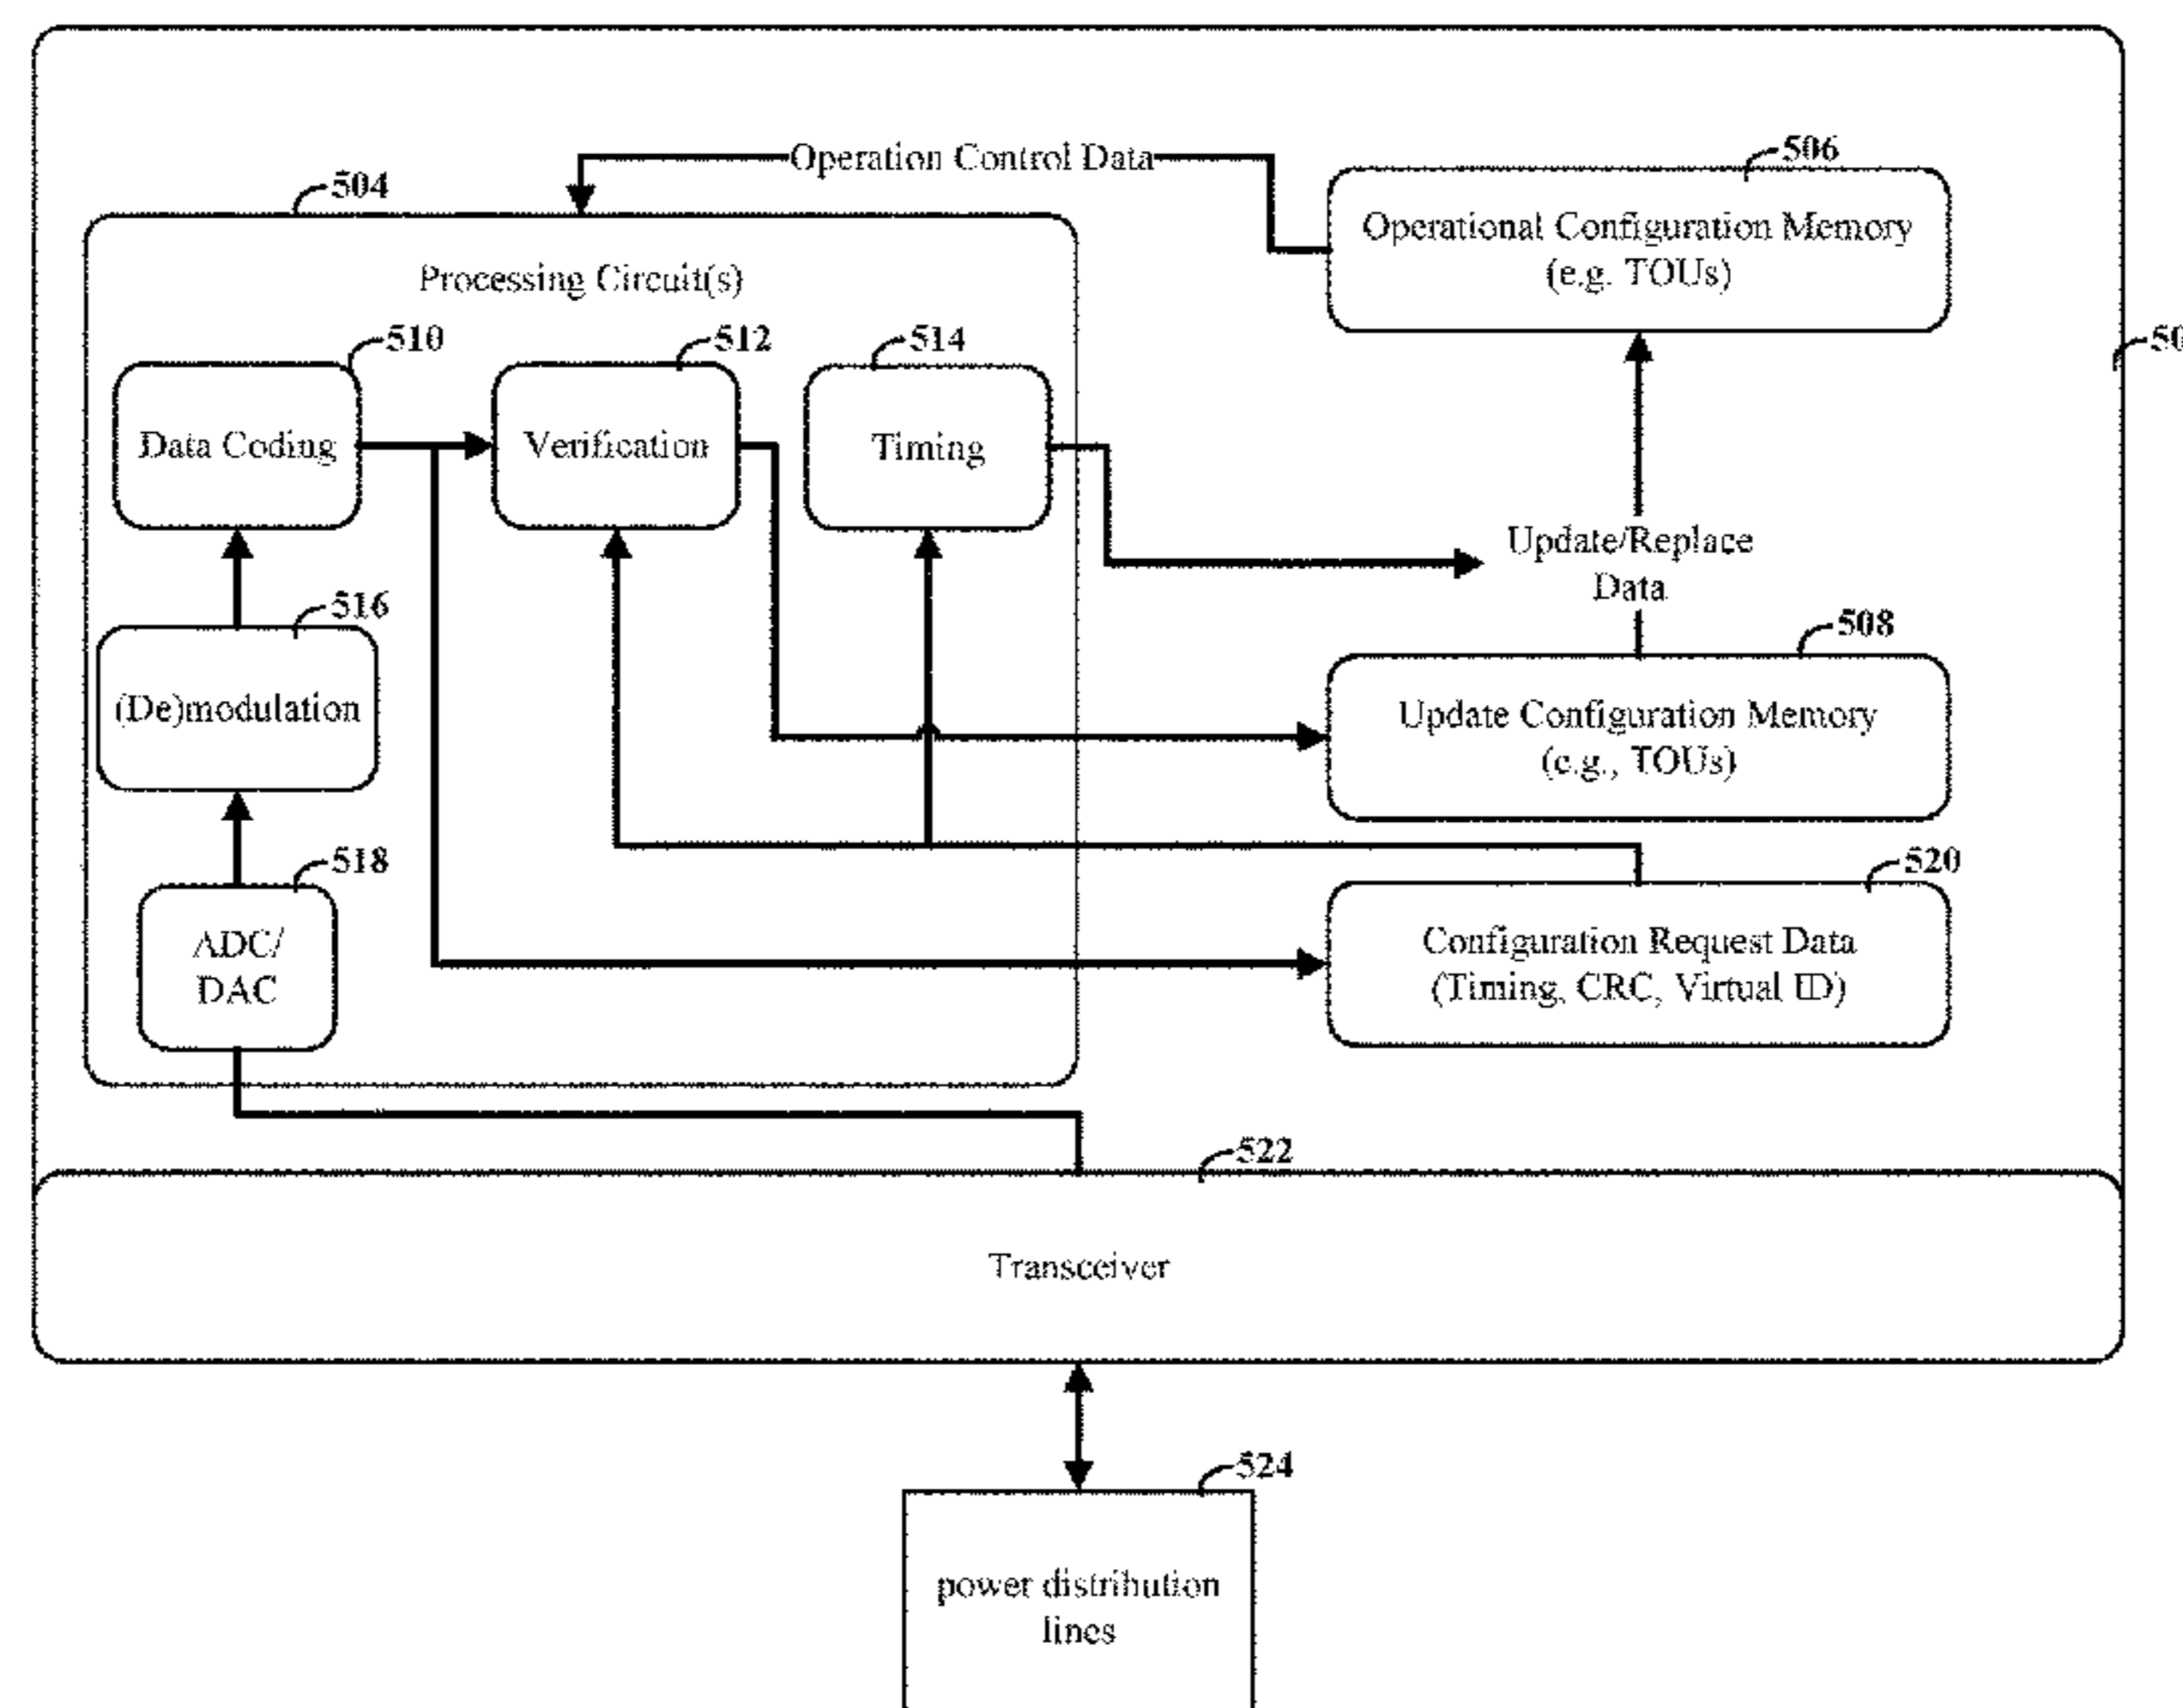 Operation Control Data
506
504
Operational Configuration Memory
(e.g. TOUs)
Processing Circuit(s)
510
512
514
50
Data Coding
Verification
Timing
Update/Replace
Data
516
508
(De)modulation
Update Configuration Memory
(e.g., TOUs)
518
520
ADC/
DAC
Configuration Request Data
(Timing, CRC, Virtual ID)
522
Transceiver
524
power distribution
lines